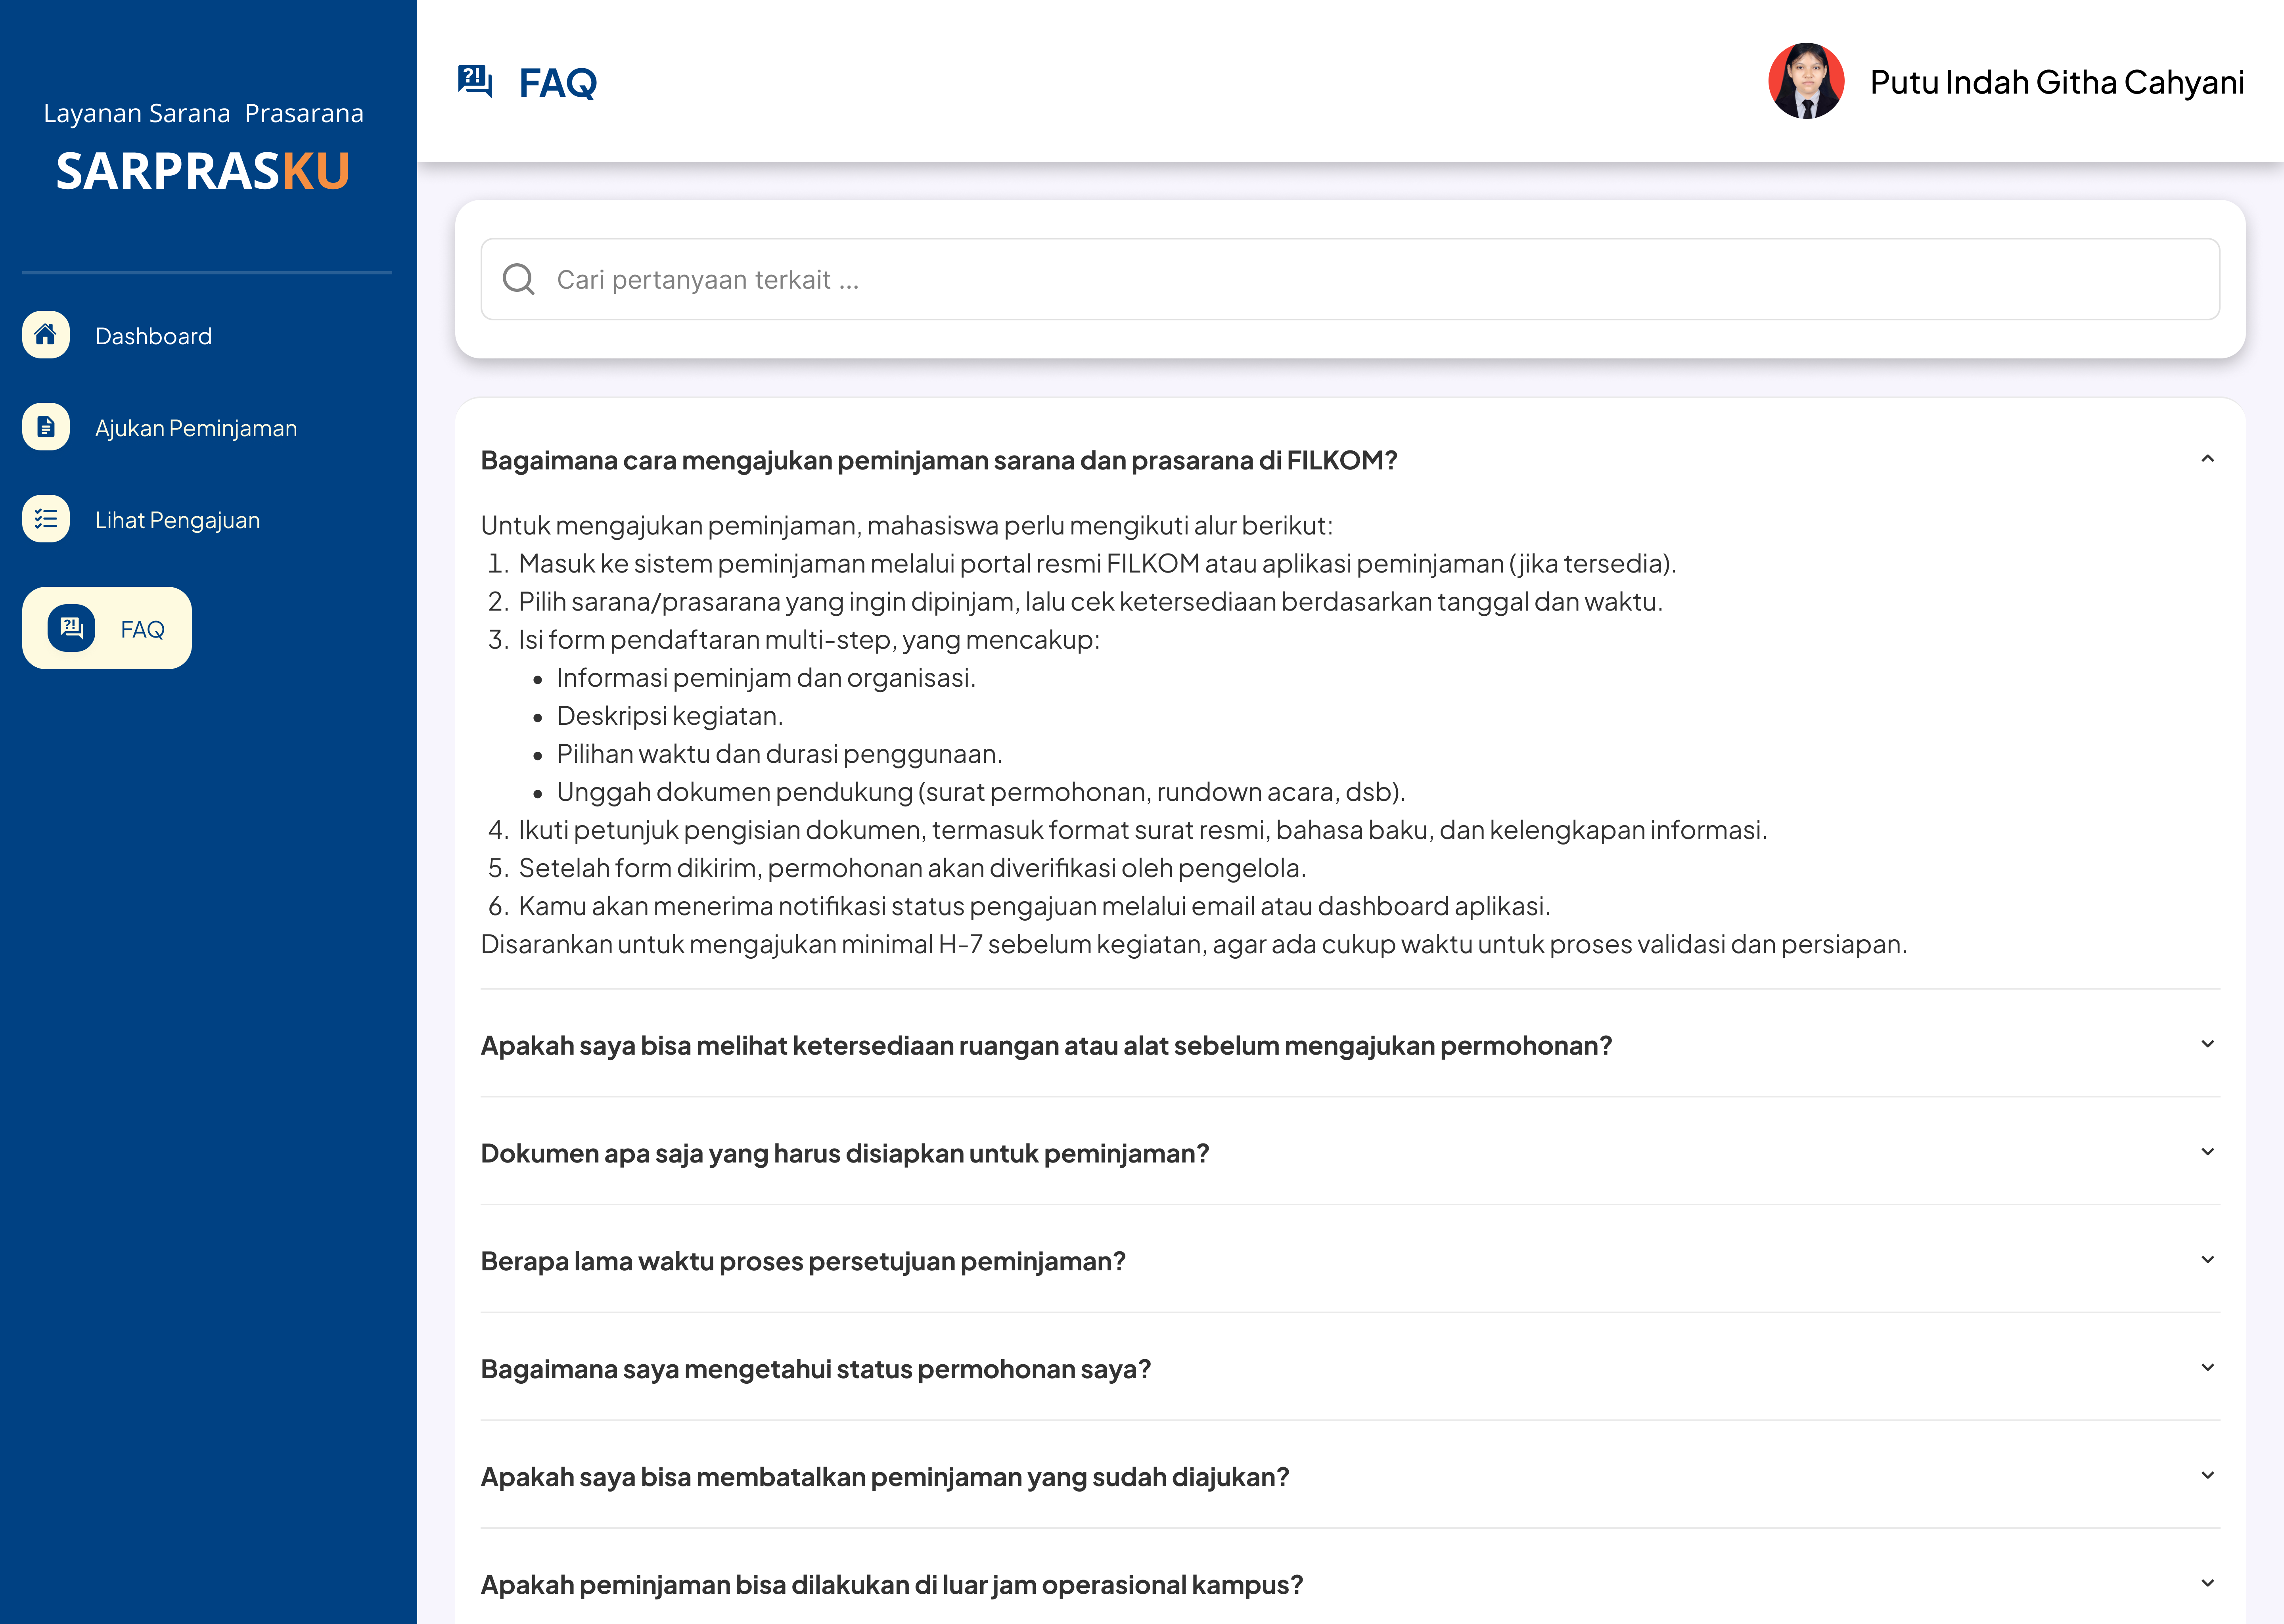 Layanan Sarana Prasarana
SARPRASKU
Dashboard
Ajukan Peminjaman
Lihat Pengajuan
FAQ
FAQ
Putu Indah Githa Cahyani
Cari pertanyaan terkait ...
Bagaimana cara mengajukan peminjaman sarana dan prasarana di FILKOM?
Untuk mengajukan peminjaman, mahasiswa perlu mengikuti alur berikut:
1. Masuk ke sistem peminjaman melalui portal resmi FILKOM atau aplikasi peminjaman (jika tersedia).
2. Pilih sarana/prasarana yang ingin dipinjam, lalu cek ketersediaan berdasarkan tanggal dan waktu.
3. Isi form pendaftaran multi-step, yang mencakup:
• Informasi peminjam dan organisasi.
• Deskripsi kegiatan.
• Pilihan waktu dan durasi penggunaan.
• Unggah dokumen pendukung (surat permohonan, rundown acara, dsb).
4. Ikuti petunjuk pengisian dokumen, termasuk format surat resmi, bahasa baku, dan kelengkapan informasi.
5. Setelah form dikirim, permohonan akan diverifikasi oleh pengelola.
6. Kamu akan menerima notifikasi status pengajuan melalui email atau dashboard aplikasi.
Disarankan untuk mengajukan minimal H-7 sebelum kegiatan, agar ada cukup waktu untuk proses validasi dan persiapan.
Apakah saya bisa melihat ketersediaan ruangan atau alat sebelum mengajukan permohonan?
Dokumen apa saja yang harus disiapkan untuk peminjaman?
Berapa lama waktu proses persetujuan peminjaman?
Bagaimana saya mengetahui status permohonan saya?
Apakah saya bisa membatalkan peminjaman yang sudah diajukan?
Apakah peminjaman bisa dilakukan di luar jam operasional kampus?